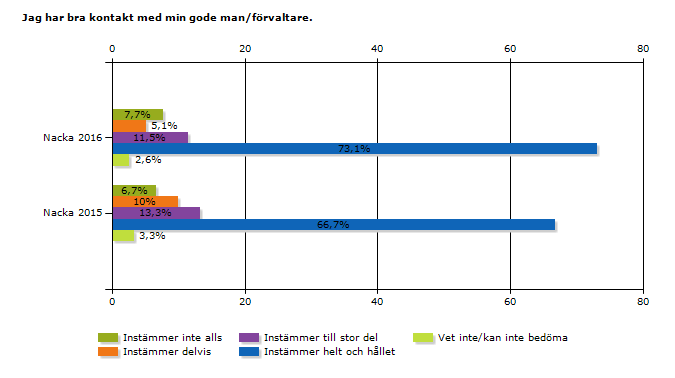 Jag har bra kontakt med min gode man/förvaltare.
0 20 40 60 80
7,7%
5,1%
Nacka 2016 11,5%
73,1%
2,6%
6,7%
10%
Nacka 2015 13,3%
66,7%
3,3%
0 20 40 60 80
Instämmer inte alls Instämmer till stor del Vet inte/kan inte bedöma
Instämmer delvis Instämmer helt och hållet